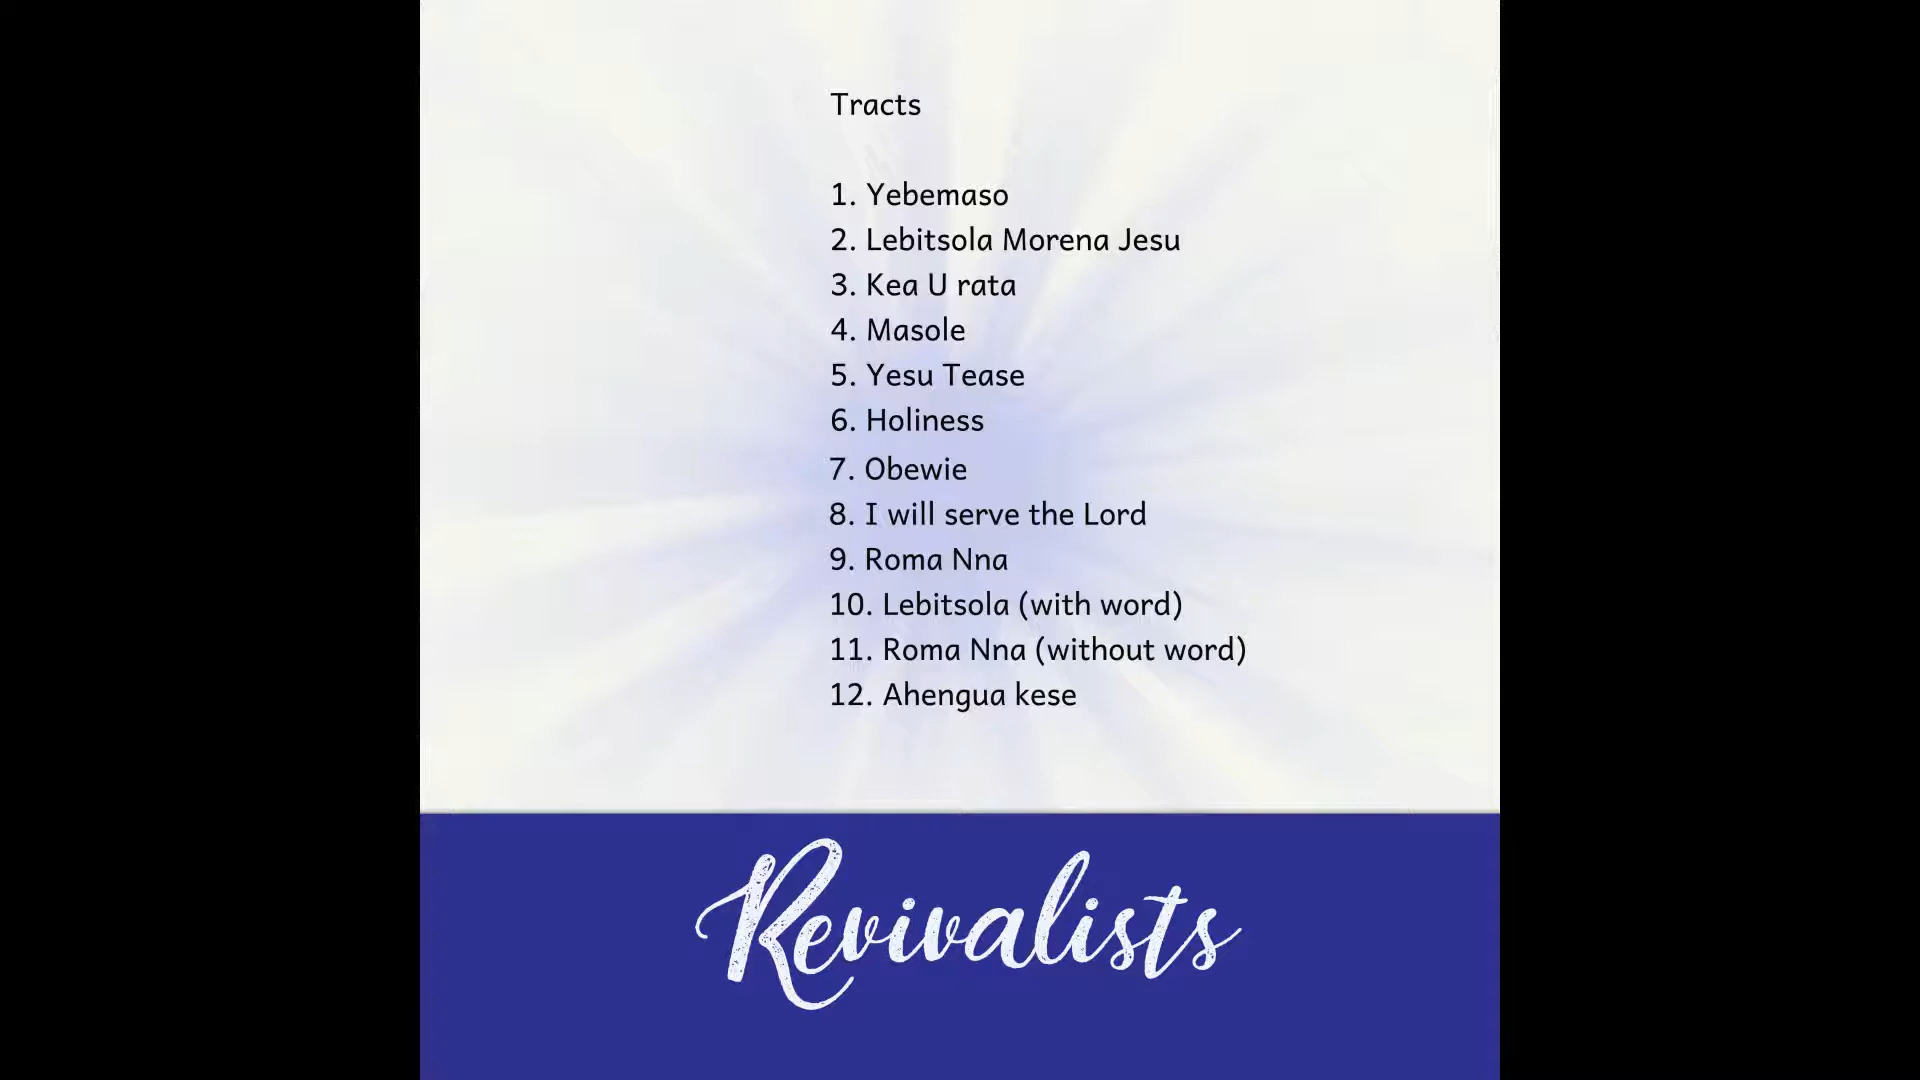 Tracts
1. Yebemaso
2. Lebitsola Morena Jesu
3. Kea U rata
4. Masole
5. Yesu Tease
6. Holiness
7. Obewie
8. I will serve the Lord
9. Roma Nna
10. Lebitsola (with word)
11. Roma Nna (without word)
12. Ahengua kese
Revivalists